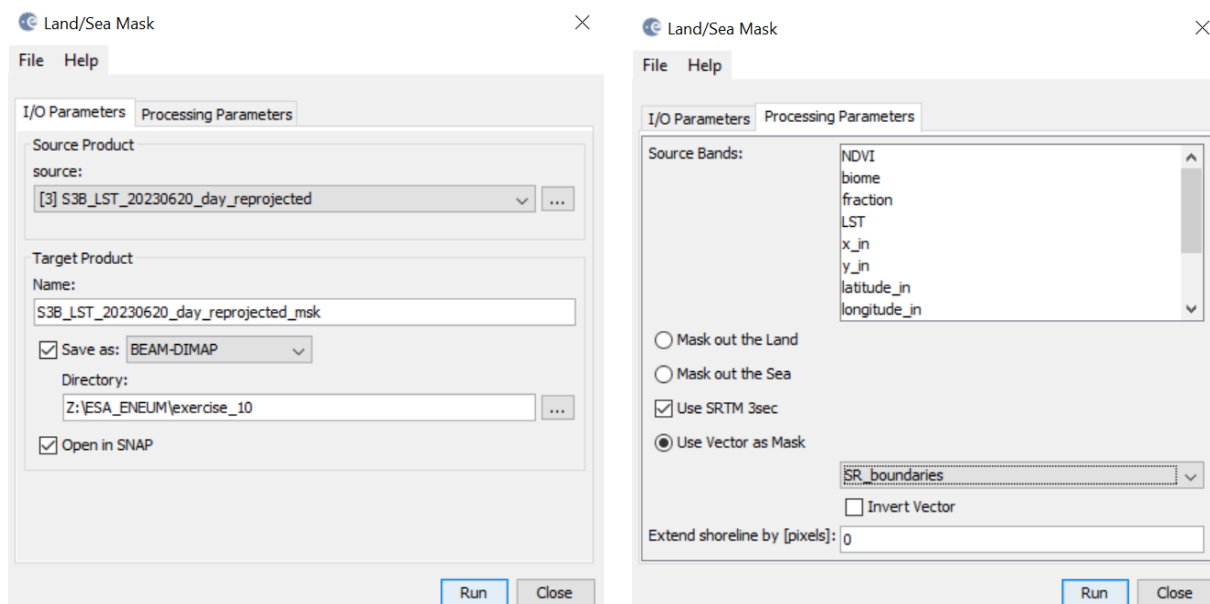 Land/Sea Mask
File Help
I/O Parameters Processing Parameters
Source Product
source:
[3] S3B_LST_20230620_day_reprojected ...
Target Product
Name:
S3B_LST_20230620_day_reprojected_msk
Save as: BEAM-DIMAP
Directory:
Z:\ESA_ENEUM\exercise_10 ...
Open in SNAP
Run Close
Land/Sea Mask
File Help
I/O Parameters Processing Parameters
Source Bands: NDVI
biome
fraction
LST
x_in
y_in
latitude_in
longitude_in
Mask out the Land
Mask out the Sea
Use SRTM 3sec
Use Vector as Mask
SR_boundaries
Invert Vector
Extend shoreline by [pixels]: 0
Run Close